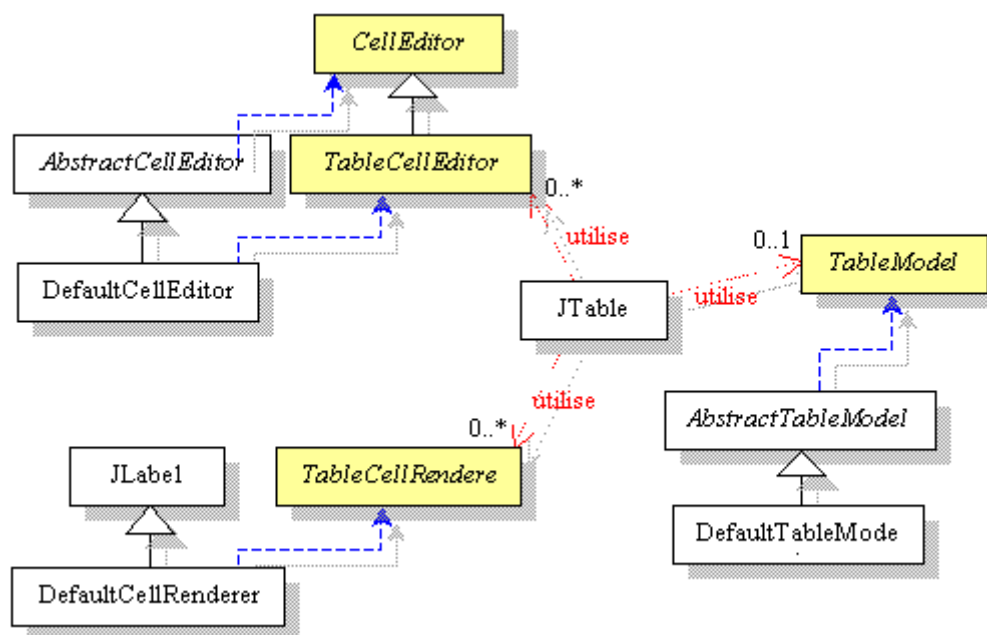 CellEditor
AbstractCellEditor
TableCellEditor
0..*
utilise
0..1
TableModel
DefaultCellEditor
JTable
utilise
utilise
AbstractTableModel
0..*
JLabel
TableCellRendere
DefaultTableMode
DefaultCellRenderer